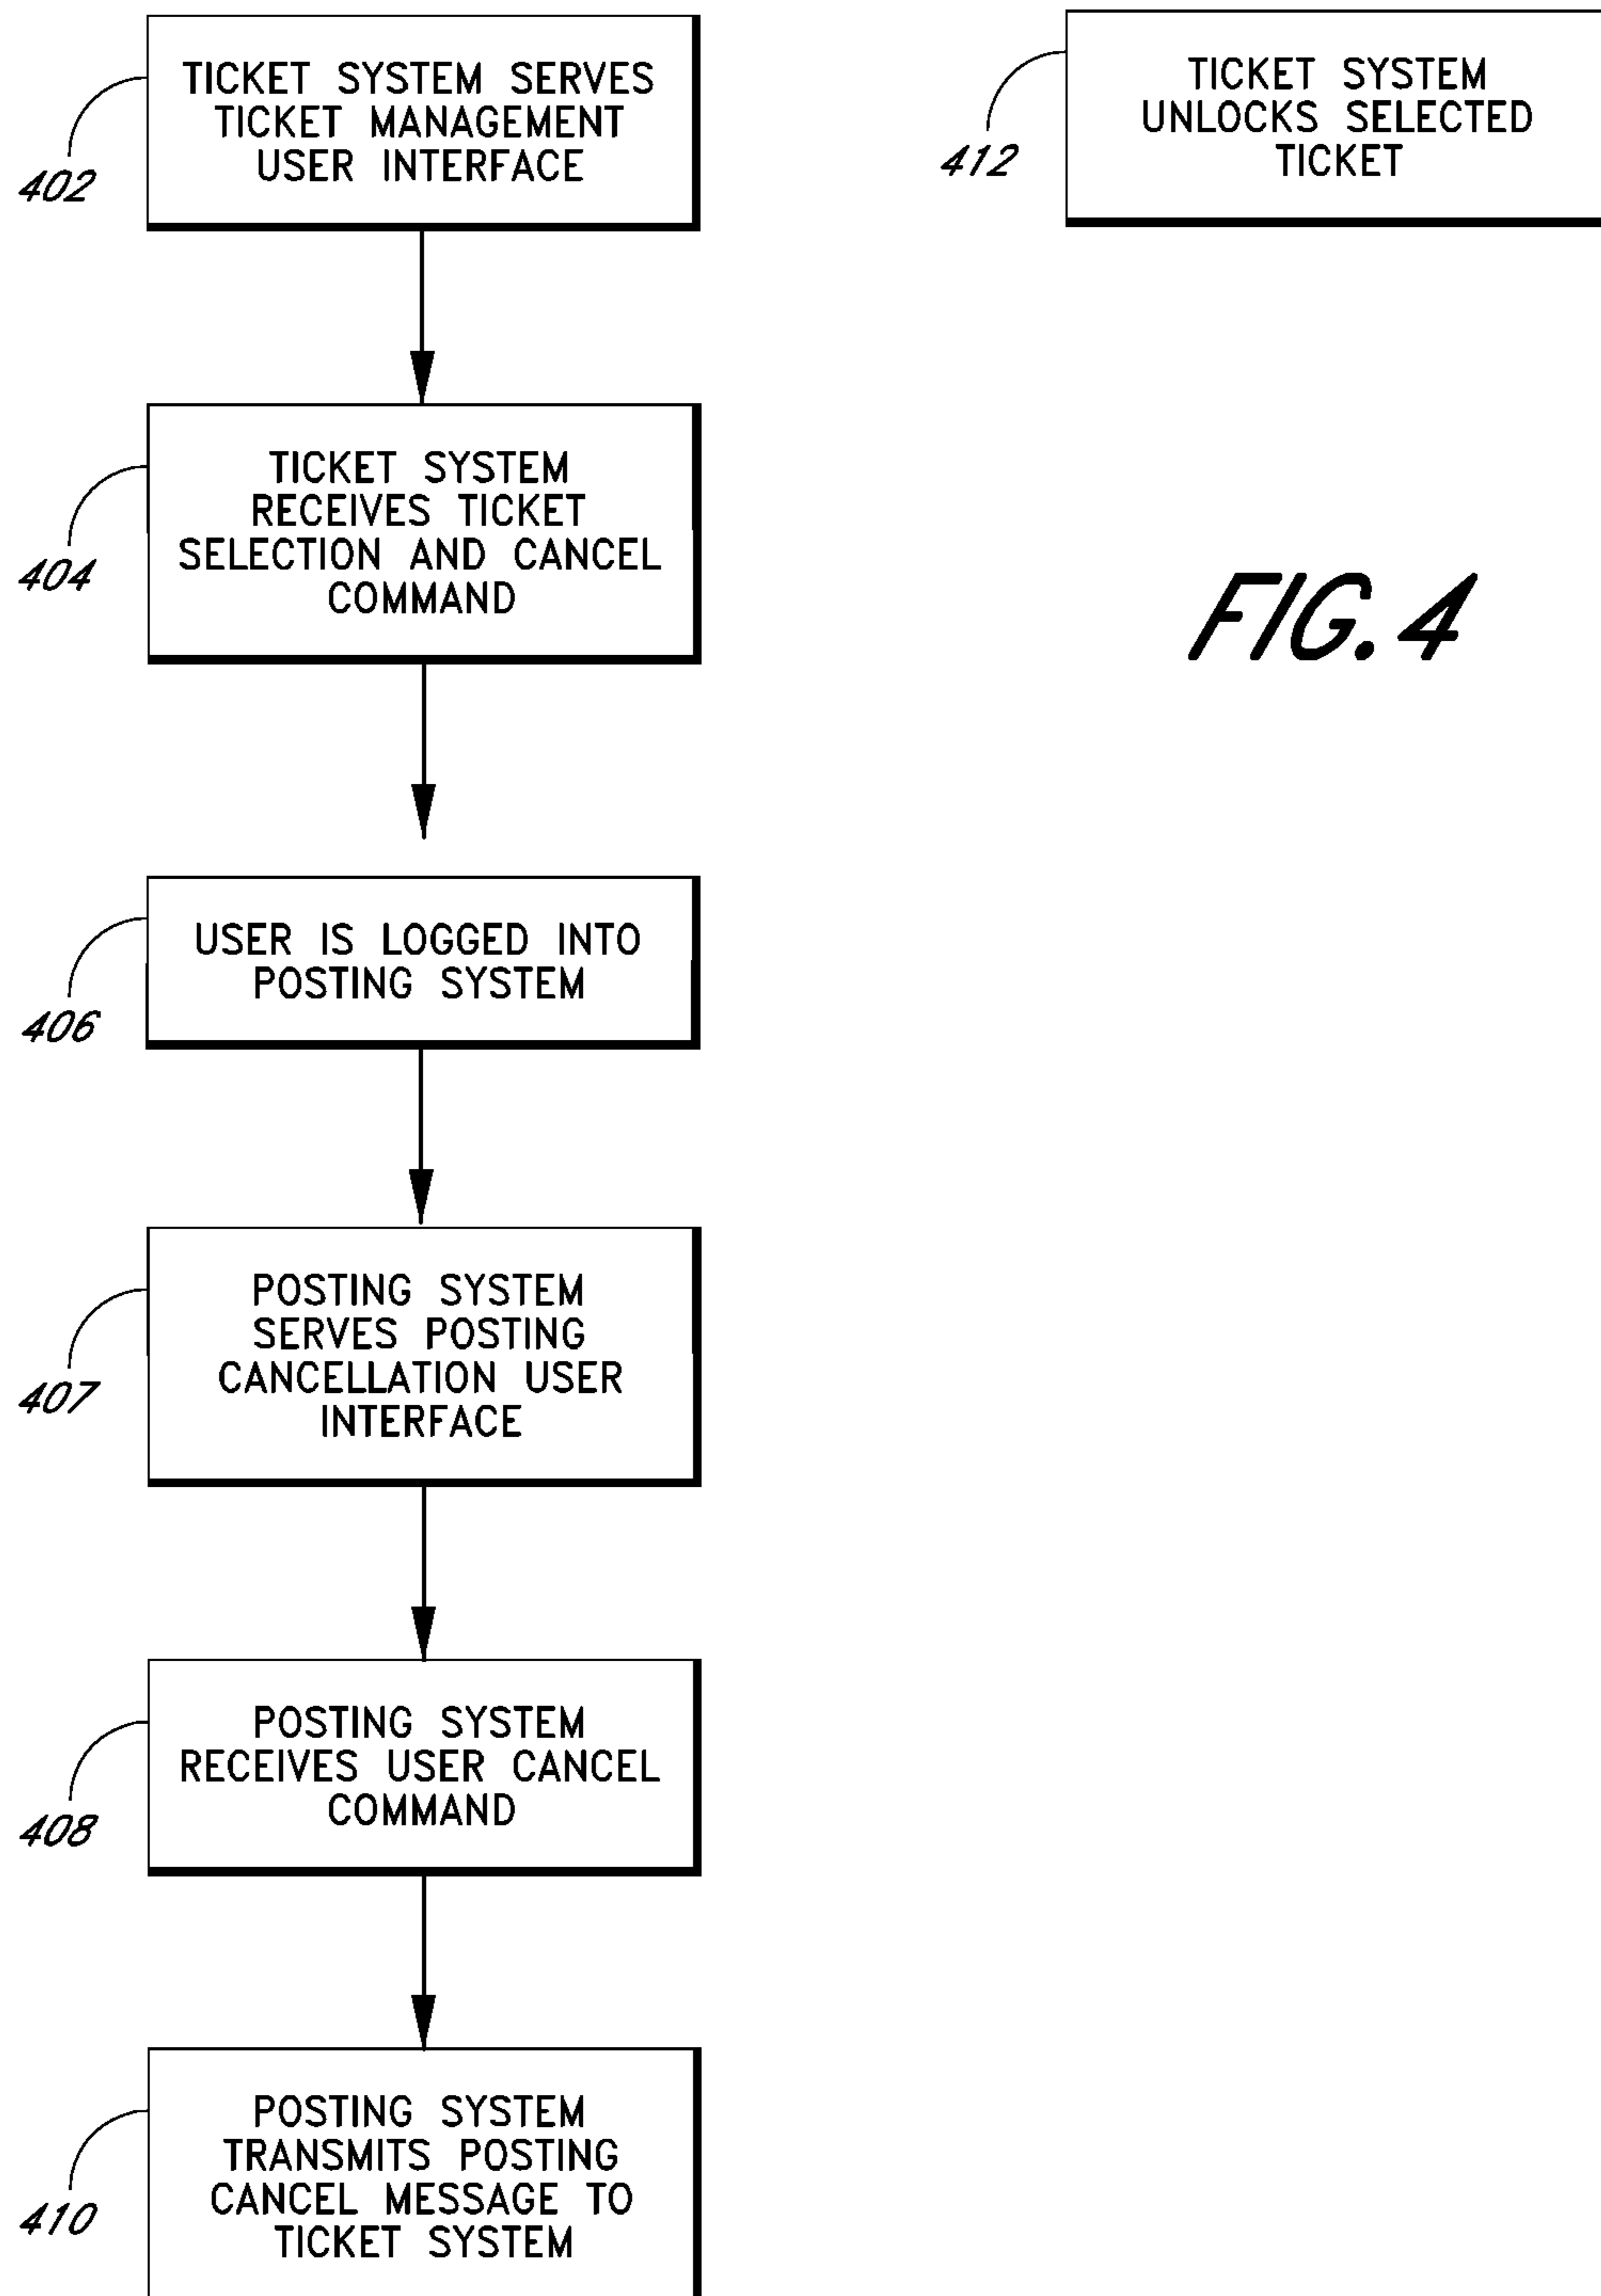 TICKET SYSTEM SERVES
TICKET MANAGEMENT
USER INTERFACE
402
TICKET SYSTEM
RECEIVES TICKET
SELECTION AND CANCEL
COMMAND
404
USER IS LOGGED INTO
POSTING SYSTEM
406
POSTING SYSTEM
SERVES POSTING
CANCELLATION USER
INTERFACE
407
POSTING SYSTEM
RECEIVES USER CANCEL
COMMAND
408
POSTING SYSTEM
TRANSMITS POSTING
CANCEL MESSAGE TO
TICKET SYSTEM
410
TICKET SYSTEM
UNLOCKS SELECTED
TICKET
412
FIG. 4